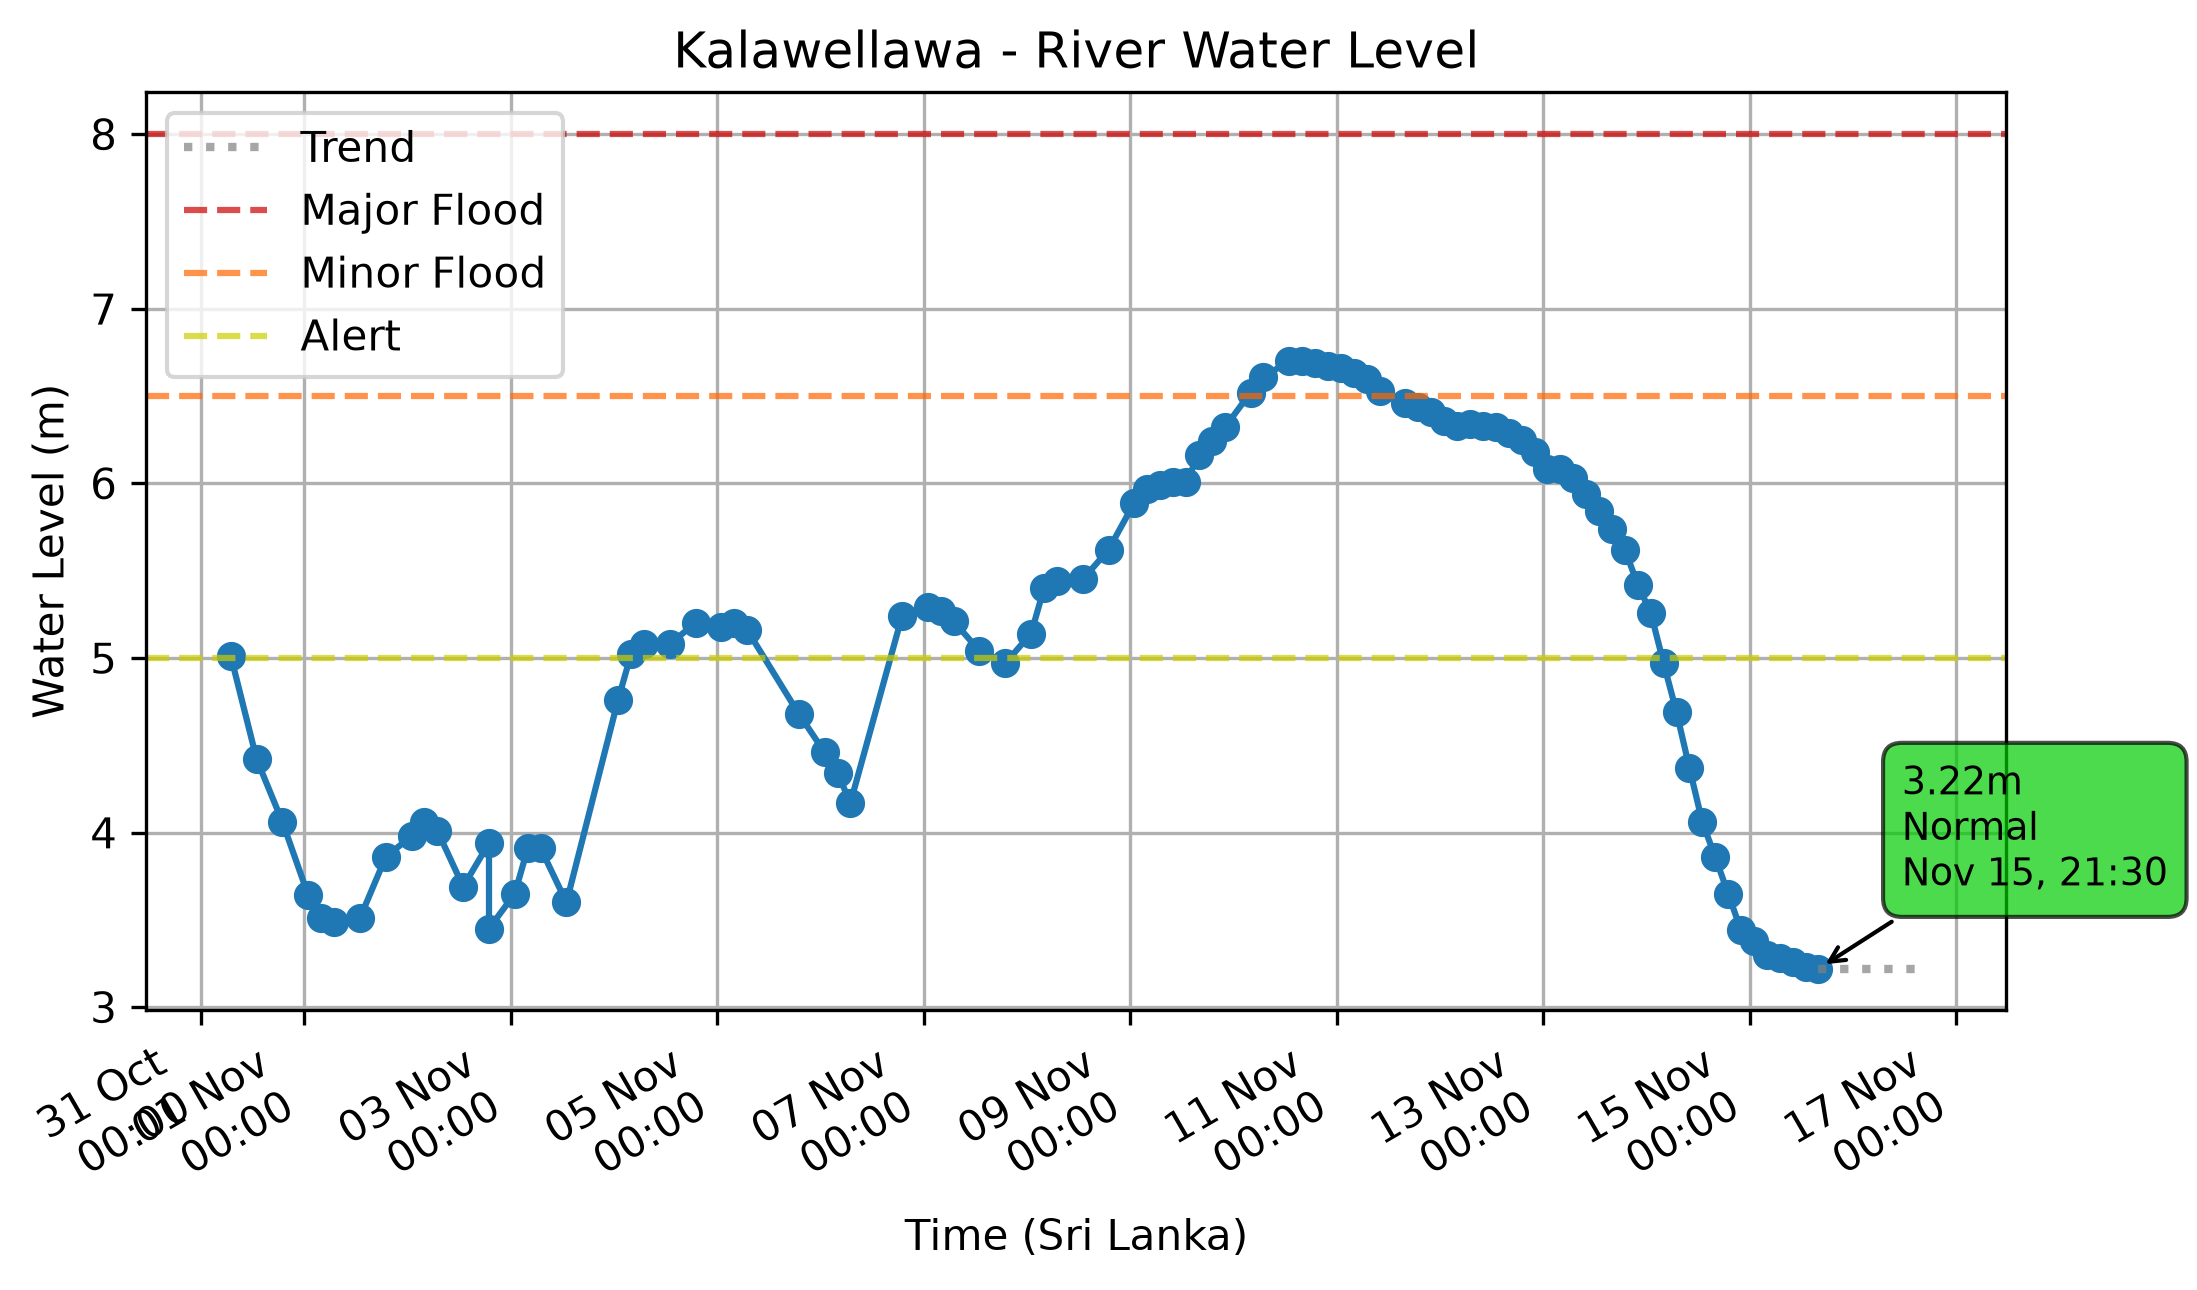 Kalawellawa - River Water Level
Trend
Major Flood
Minor Flood
Alert
8
7
6
5
4
3
Water Level (m)
3.22m
Normal
Nov 15, 21:30
31 Oct
00:00
01 Nov
00:00
03 Nov
00:00
05 Nov
00:00
07 Nov
00:00
09 Nov
00:00
11 Nov
00:00
13 Nov
00:00
15 Nov
00:00
17 Nov
00:00
Time (Sri Lanka)